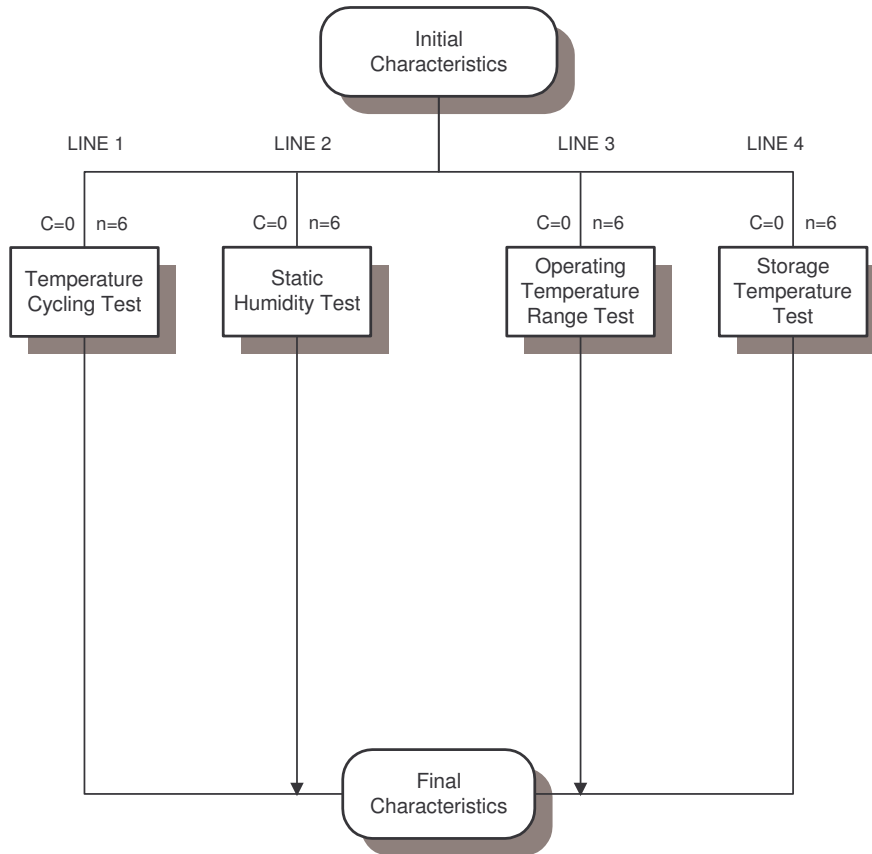 Initial
Characteristics
LINE 1
LINE 2
LINE 3
LINE 4
C=0 n=6
C=0 n=6
C=0 n=6
C=0 n=6
Temperature
Cycling Test
Static
Humidity Test
Operating
Temperature
Range Test
Storage
Temperature
Test
Final
Characteristics